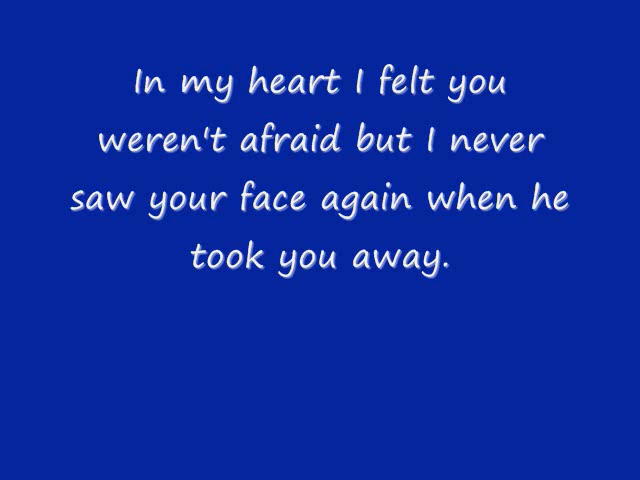 In my heart I felt you
weren't afraid but I never
saw your face again when he
took you away.